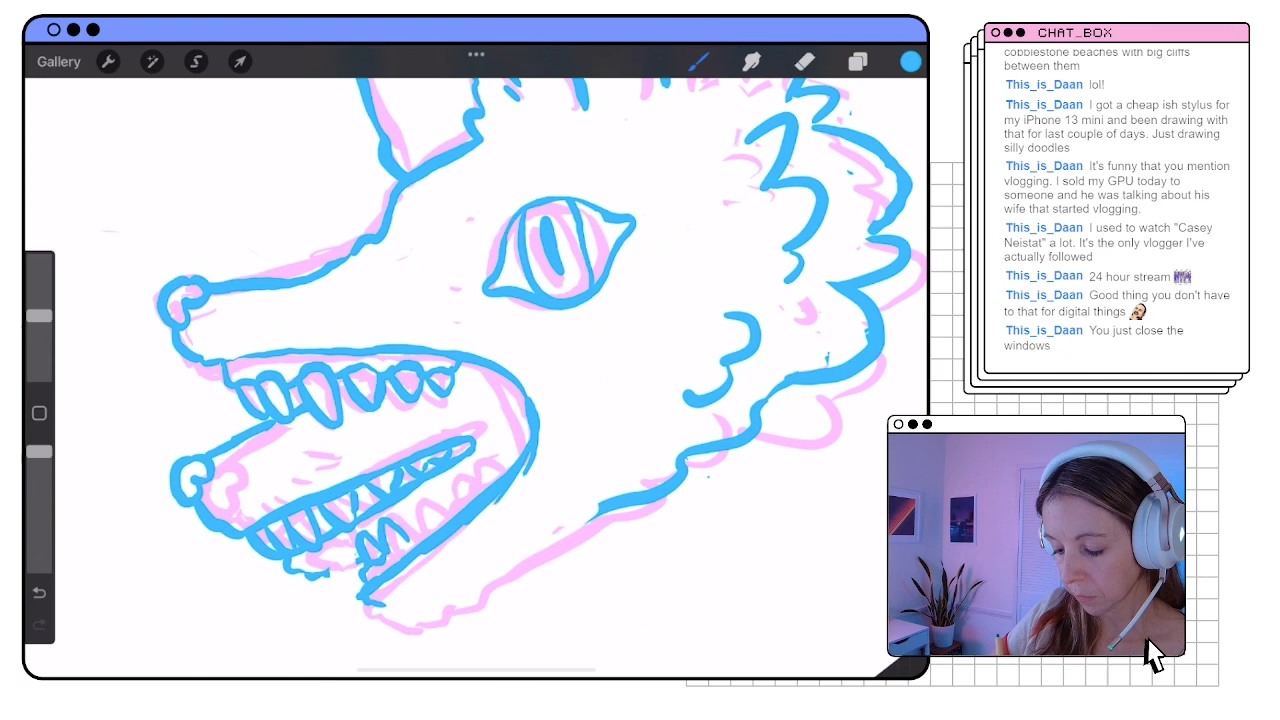 CHAT_BOX
Gallery
cobblestone beaches with big cliffs
between them
This_is_Daan lol!
This_is_Daan I got a cheap ish stylus for
my iPhone 13 mini and been drawing with
that for last couple of days. Just drawing
silly doodles
This_is_Daan It's funny that you mention
vlogging. I sold my GPU today to
someone and he was talking about his
wife that started vlogging.
This_is_Daan I used to watch "Casey
Neistat" a lot. It's the only vlogger I've
actually followed
This_is_Daan 24 hour stream
This_is_Daan Good thing you don't have
to that for digital things
This_is_Daan You just close the
windows